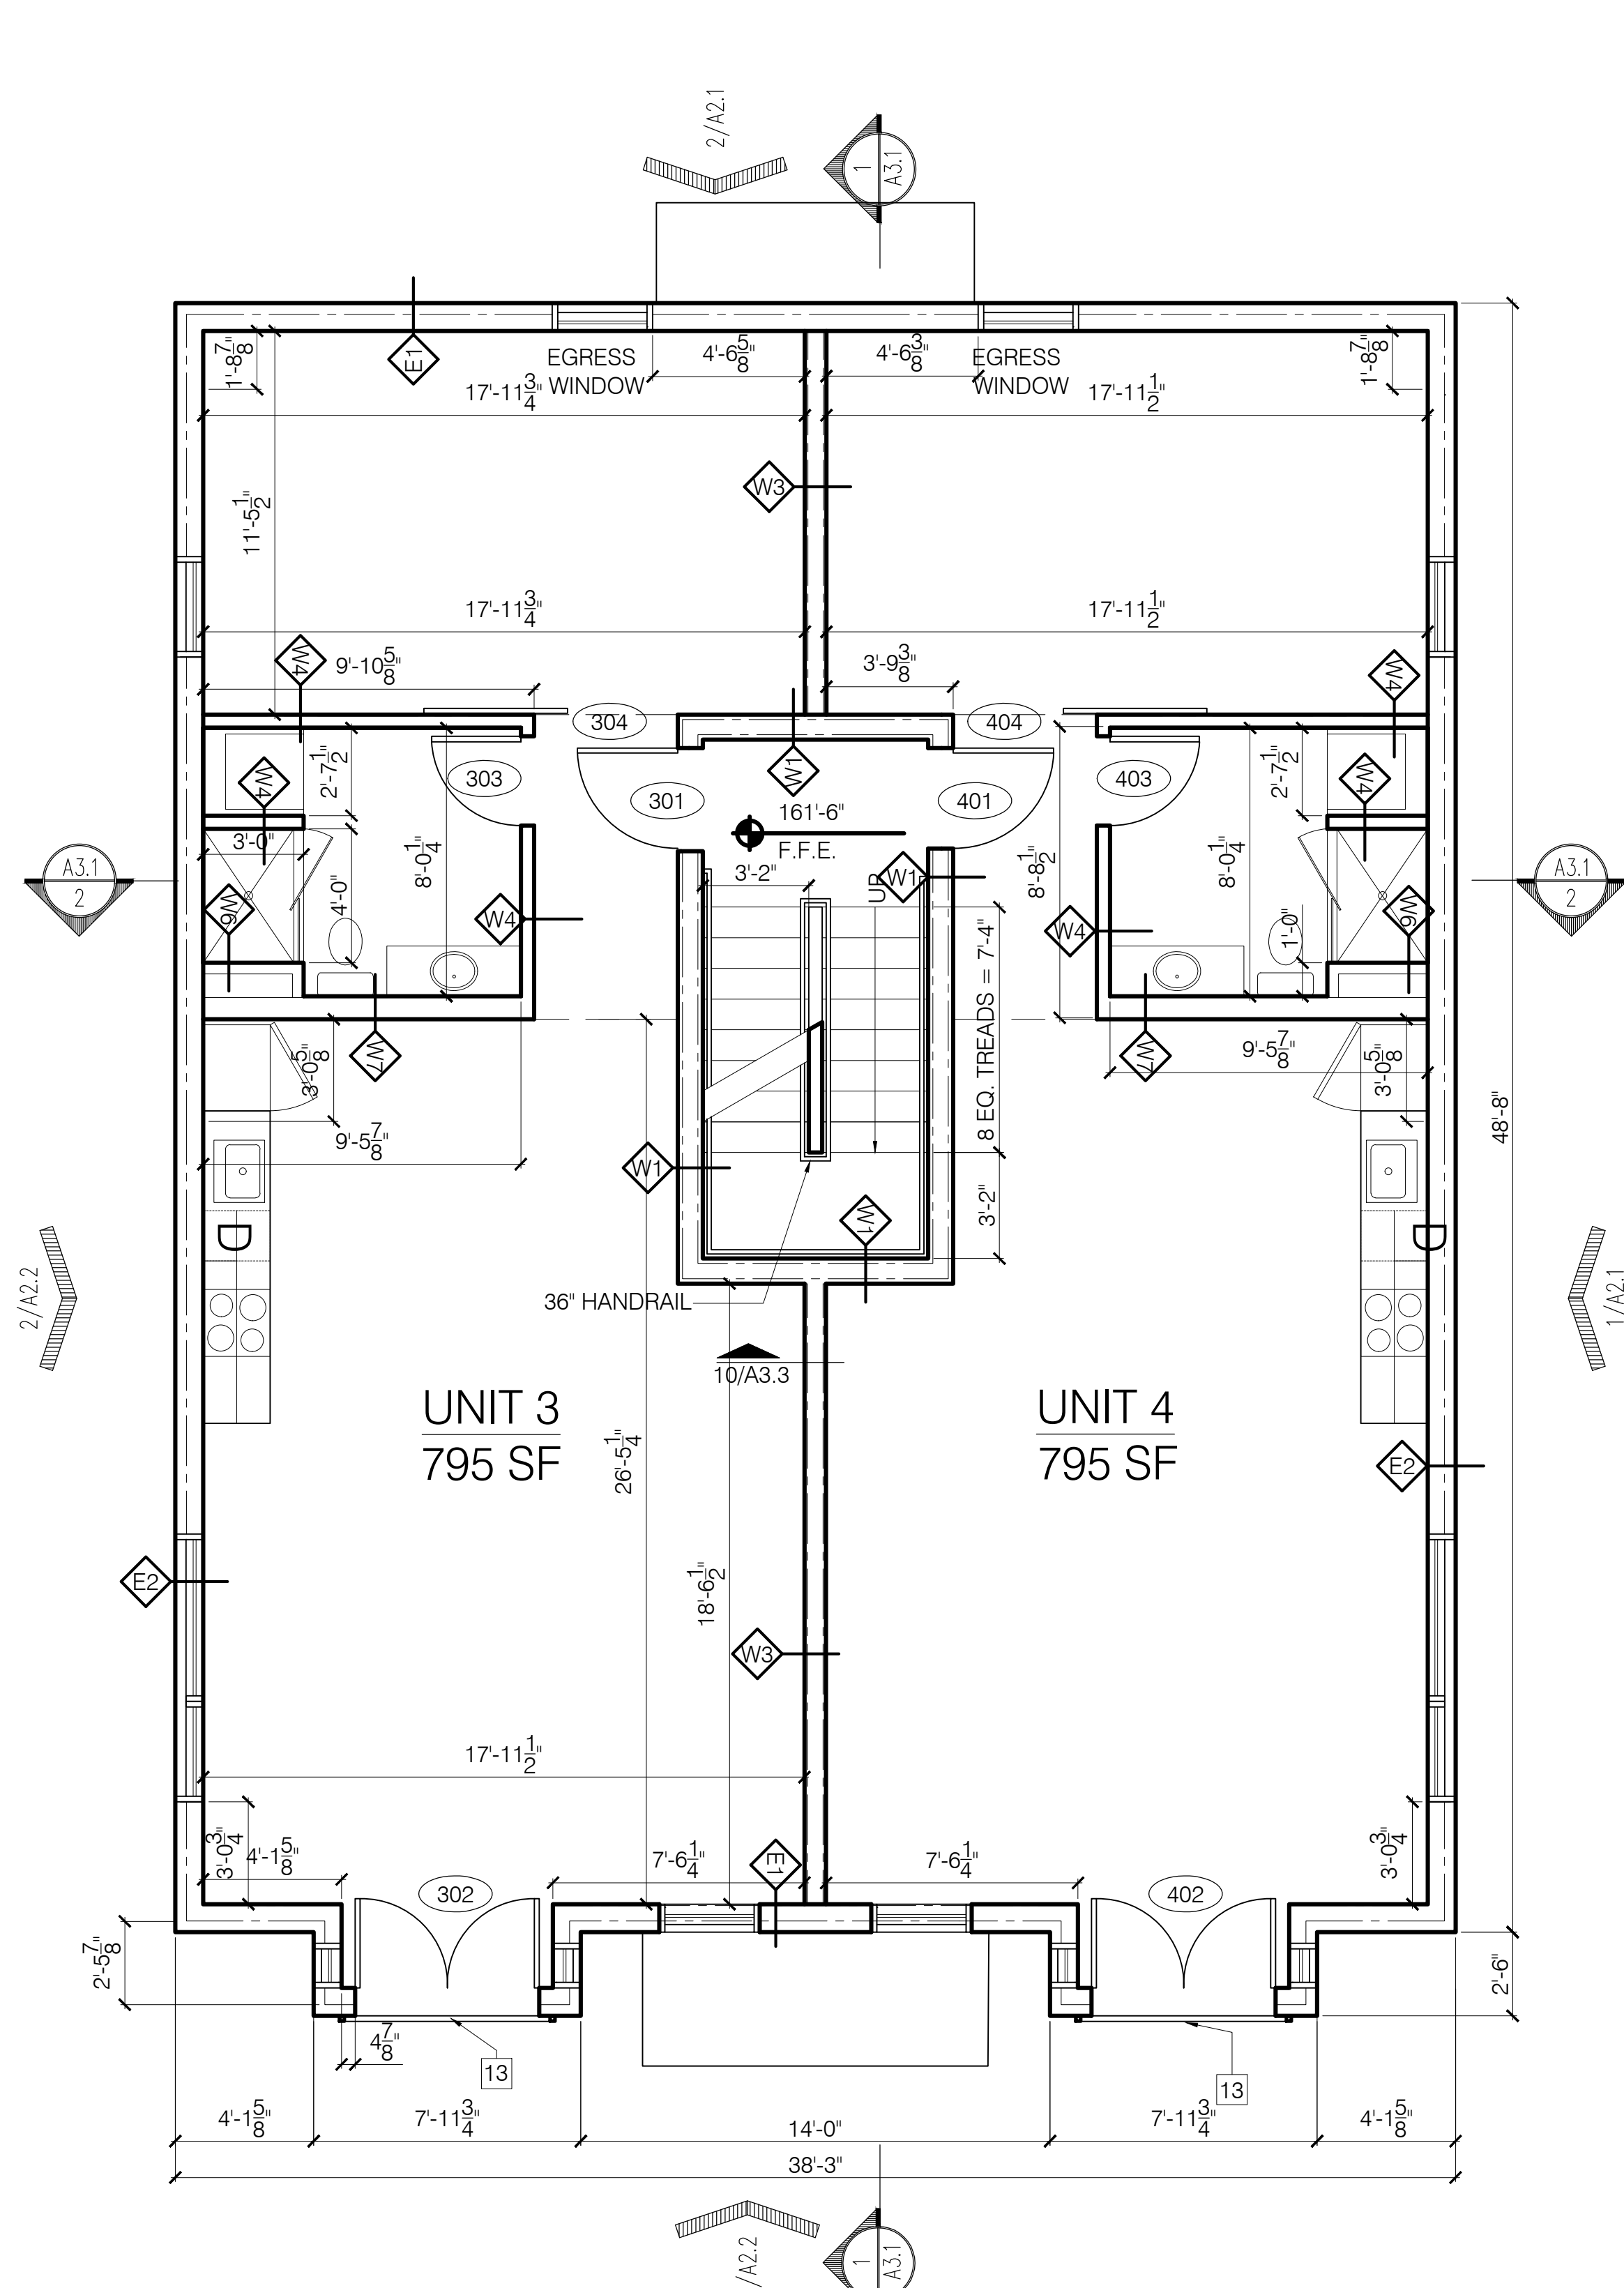 2/A2.1
1
A3.1
E1
1'-8 7/8"
EGRESS
WINDOW
4'-6 5/8"
4'-6 3/8"
EGRESS
WINDOW
1'-8 7/8"
17'-11 3/4"
17'-11 1/2"
W3
11'-5 1/2"
17'-11 3/4"
17'-11 1/2"
W4
9'-10 5/8"
3'-9 3/8"
W4
304
404
W4
2'-7 1/2"
303
301
W1
401
403
2'-7 1/2"
W4
161'-6"
F.F.E.
3'-0"
8'-0 1/4"
3'-2"
UP
W1
8'-8 1/2"
8'-0 1/4"
A3.1
2
W6
4'-0"
W4
W4
1'-0"
W6
A3.1
2
8 EQ. TREADS = 7'-4"
3'-0 5/8"
W7
W7
9'-5 7/8"
3'-0 5/8"
48'-8"
9'-5 7/8"
W1
3'-2"
W1
D
D
2/A2.2
1/A2.1
36" HANDRAIL
10/A3.3
UNIT 3
795 SF
UNIT 4
795 SF
26'-5 1/4"
E2
E2
18'-6 1/2"
W3
17'-11 1/2"
3'-0 3/4"
4'-1 5/8"
7'-6 1/4"
E1
7'-6 1/4"
3'-0 3/4"
302
402
2'-5 7/8"
2'-6"
4 7/8"
13
13
4'-1 5/8"
7'-11 3/4"
14'-0"
7'-11 3/4"
4'-1 5/8"
38'-3"
/A2.2
1
A3.1